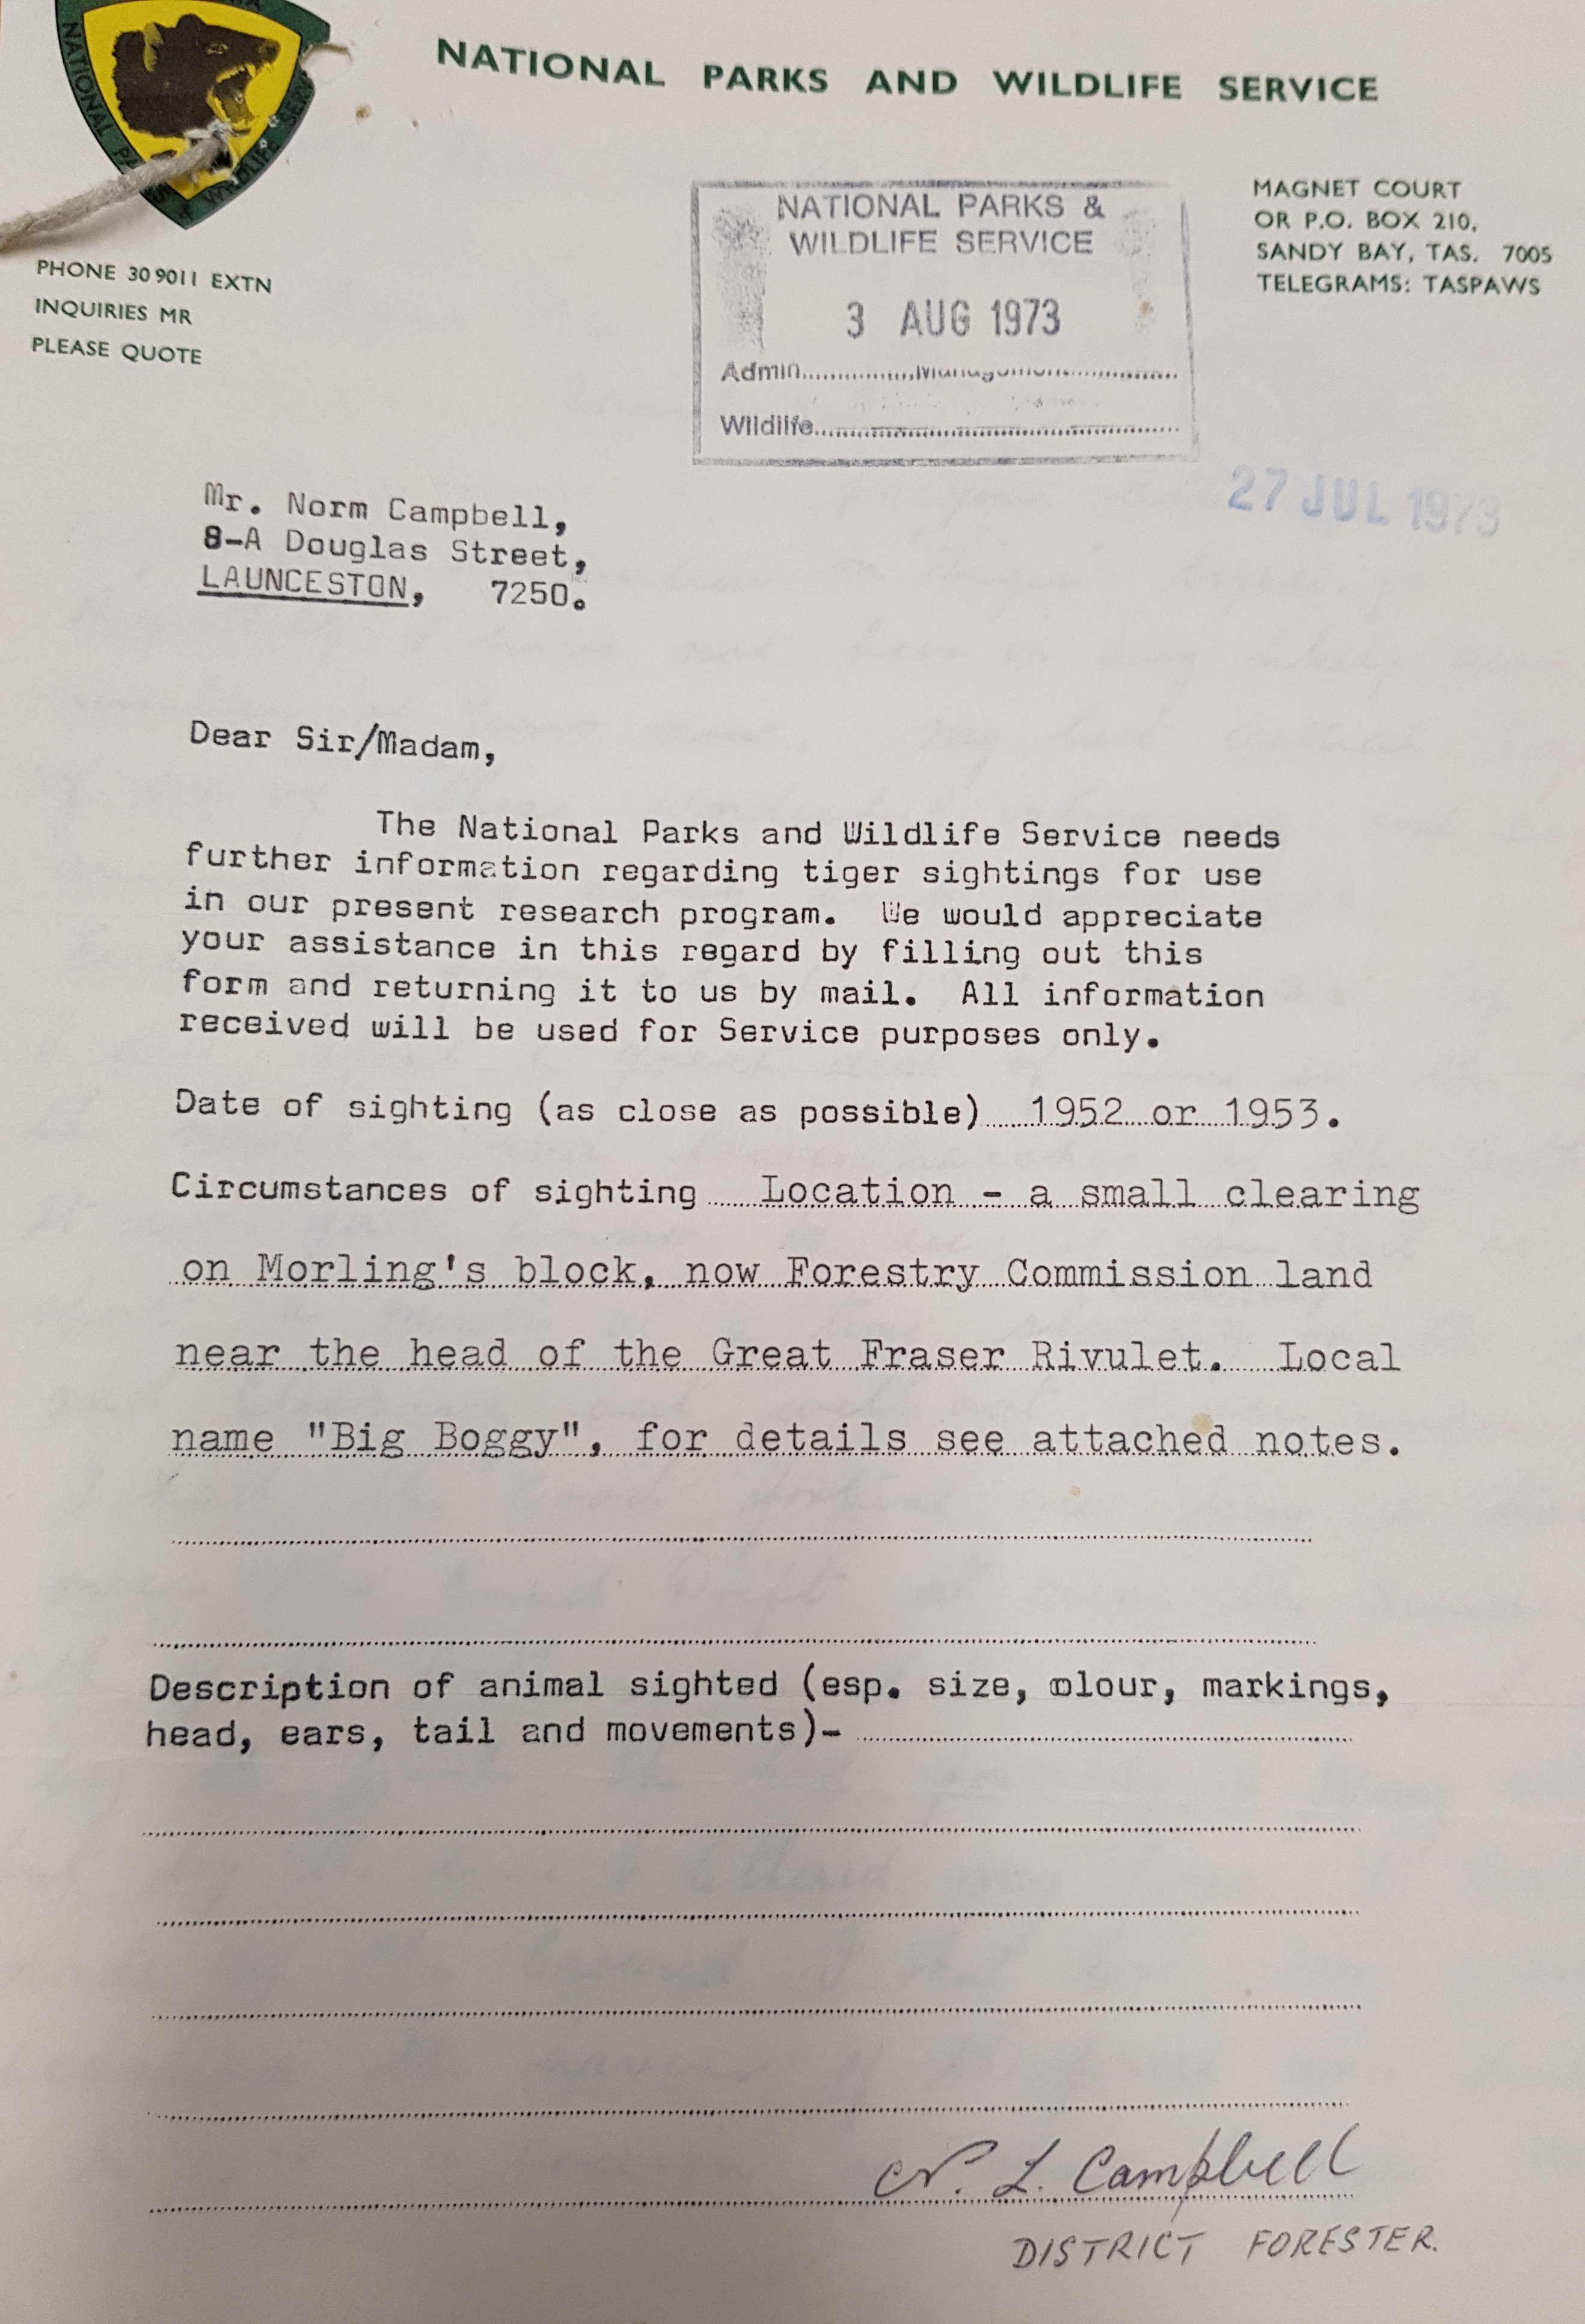 NATIONAL PARKS & WILDLIFE SERV
NATIONAL PARKS AND WILDLIFE SERVICE
MAGNET COURT
OR P.O. BOX 210,
SANDY BAY, TAS. 7005
TELEGRAMS: TASPAWS
PHONE 30 9011 EXTN
INQUIRIES MR
PLEASE QUOTE
NATIONAL PARKS &
WILDLIFE SERVICE
3 AUG 1973
Admin..............Management..............
Wildlife..............................
27 JUL 1973
Mr. Norm Campbell,
8-A Douglas Street,
LAUNCESTON, 7250.
Dear Sir/Madam,
The National Parks and Wildlife Service needs
further information regarding tiger sightings for use
in our present research program. We would appreciate
your assistance in this regard by filling out this
form and returning it to us by mail. All information
received will be used for Service purposes only.
Date of sighting (as close as possible) 1952 or 1953.
Circumstances of sighting Location - a small clearing
on Morling's block, now Forestry Commission land
near the head of the Great Fraser Rivulet. Local
name "Big Boggy", for details see attached notes.
Description of animal sighted (esp. size, olour, markings,
head, ears, tail and movements)-
N. L. Campbell
DISTRICT FORESTER.